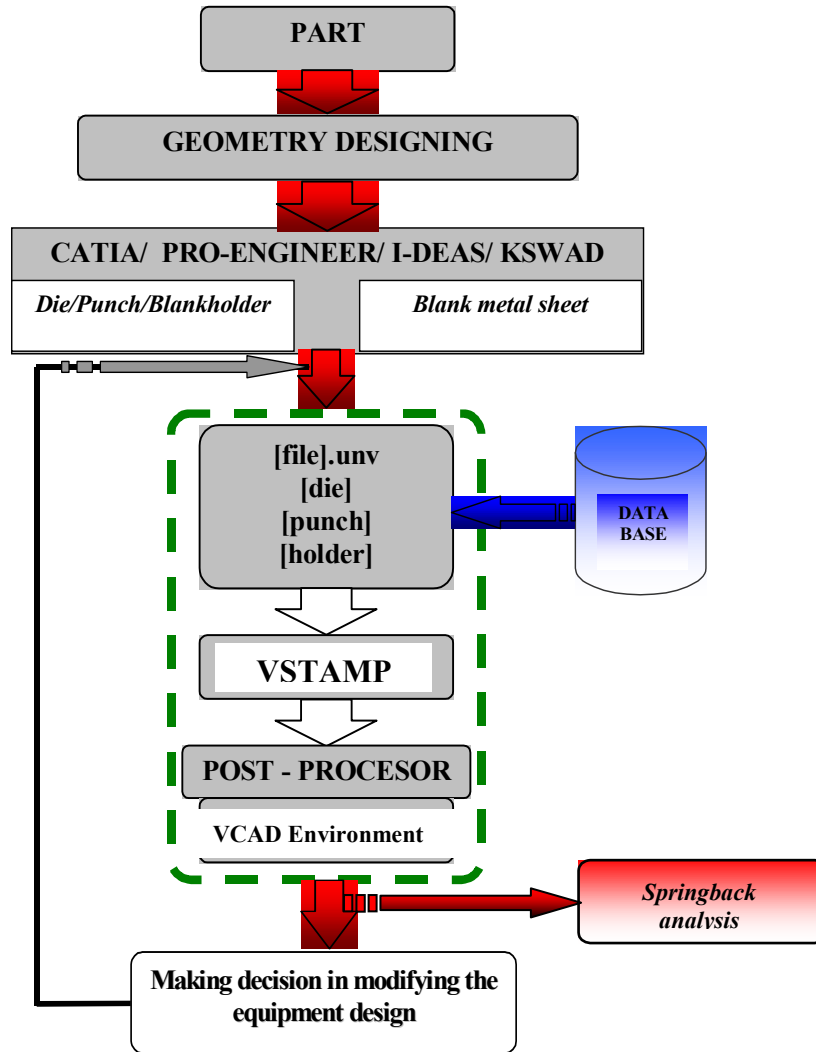 PART
GEOMETRY DESIGNING
CATIA/ PRO-ENGINEER/ I-DEAS/ KSWAD
Die/Punch/Blankholder
Blank metal sheet
[file].unv
[die]
[punch]
[holder]
DATA
BASE
VSTAMP
POST - PROCESOR
VCAD Environment
Springback
analysis
Making decision in modifying the
equipment design